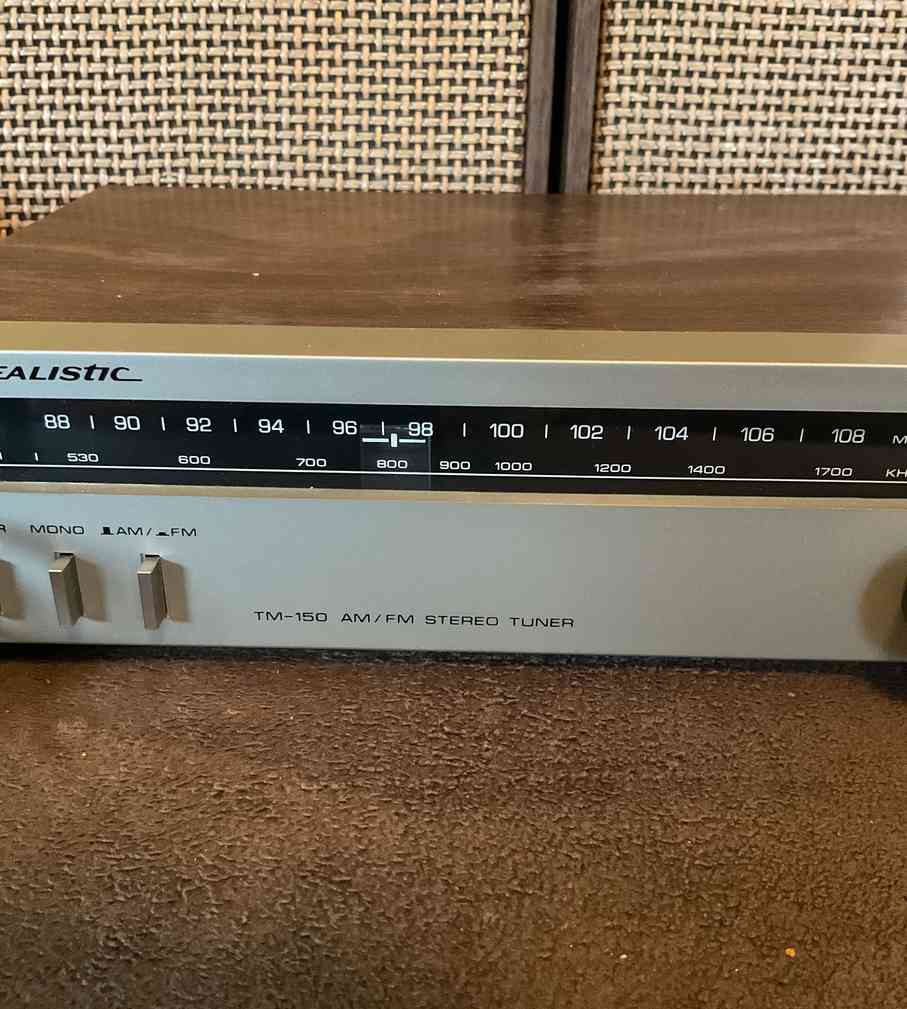 EALISTIC
88 | 90 | 92 | 94 | 96 | 98 | 100 | 102 | 104 | 106 | 108 M
530 600 700 800 900 1000 1200 1400 1700 KH
R MONO AM/ FM
TM-150 AM/FM STEREO TUNER